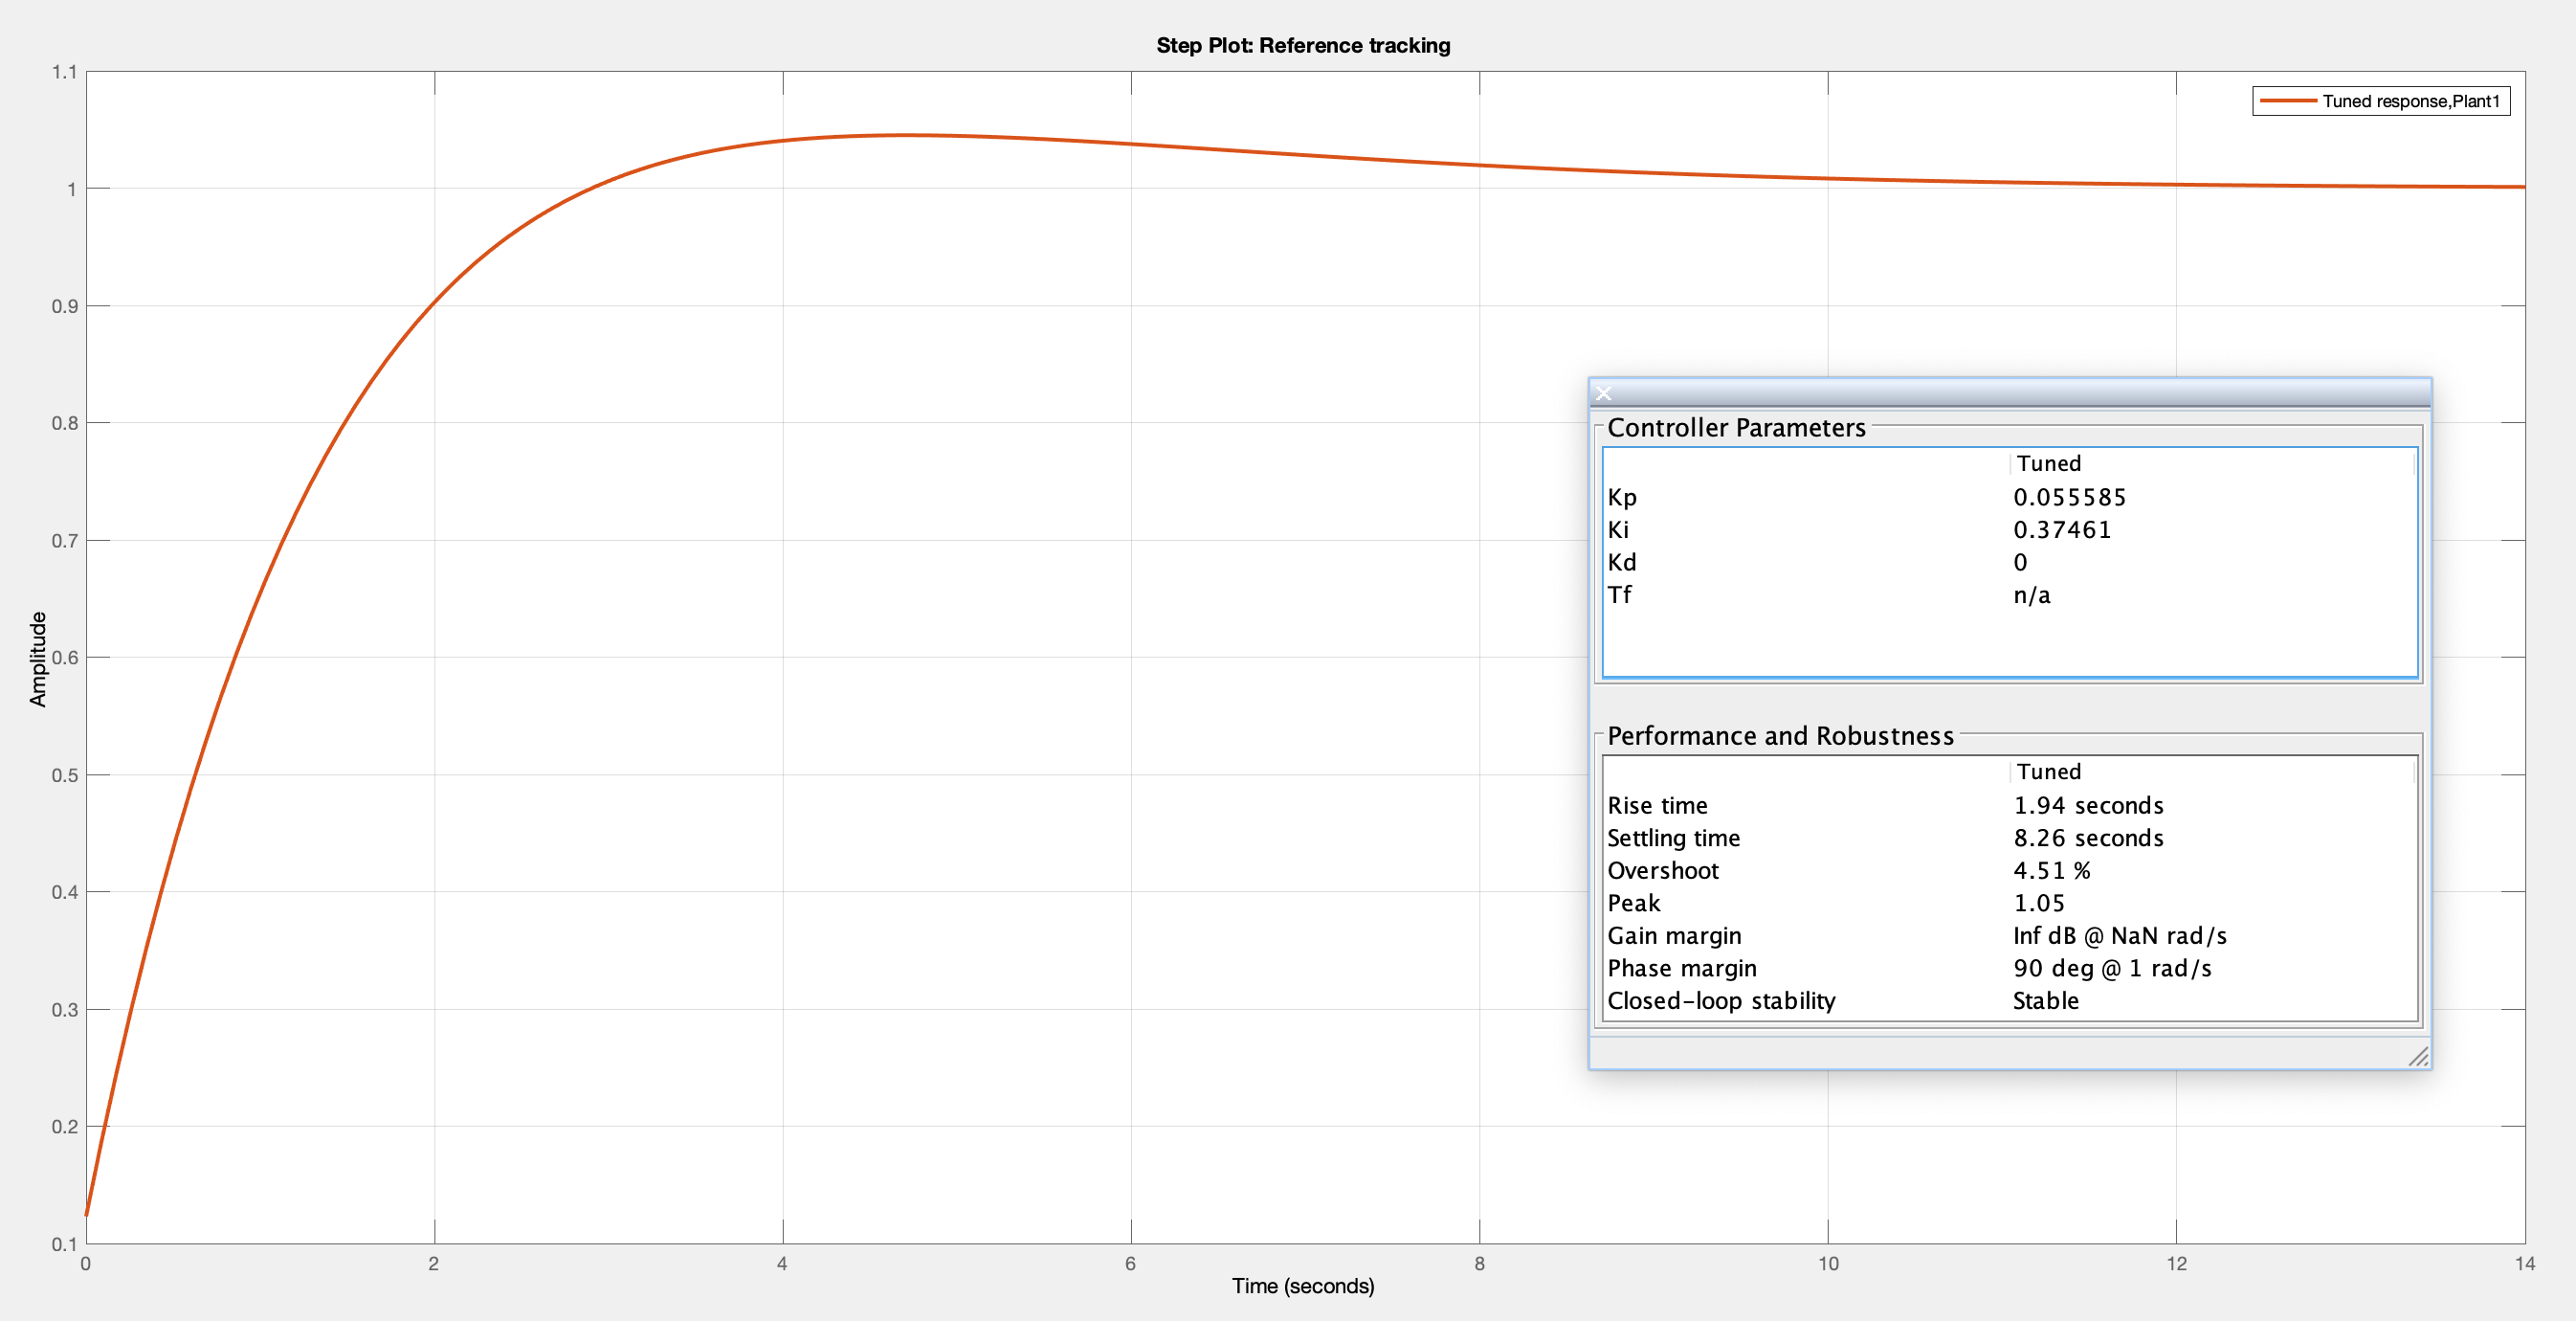 Step Plot: Reference tracking
Tuned response,Plant1
1.1
1
0.9
0.8
0.7
0.6
0.5
0.4
0.3
0.2
0.1
Amplitude
0 2 4 6 8 10 12 14
Time (seconds)
Controller Parameters
Tuned
Kp 0.055585
Ki 0.37461
Kd 0
Tf n/a
Performance and Robustness
Tuned
Rise time 1.94 seconds
Settling time 8.26 seconds
Overshoot 4.51 %
Peak 1.05
Gain margin Inf dB @ NaN rad/s
Phase margin 90 deg @ 1 rad/s
Closed-loop stability Stable